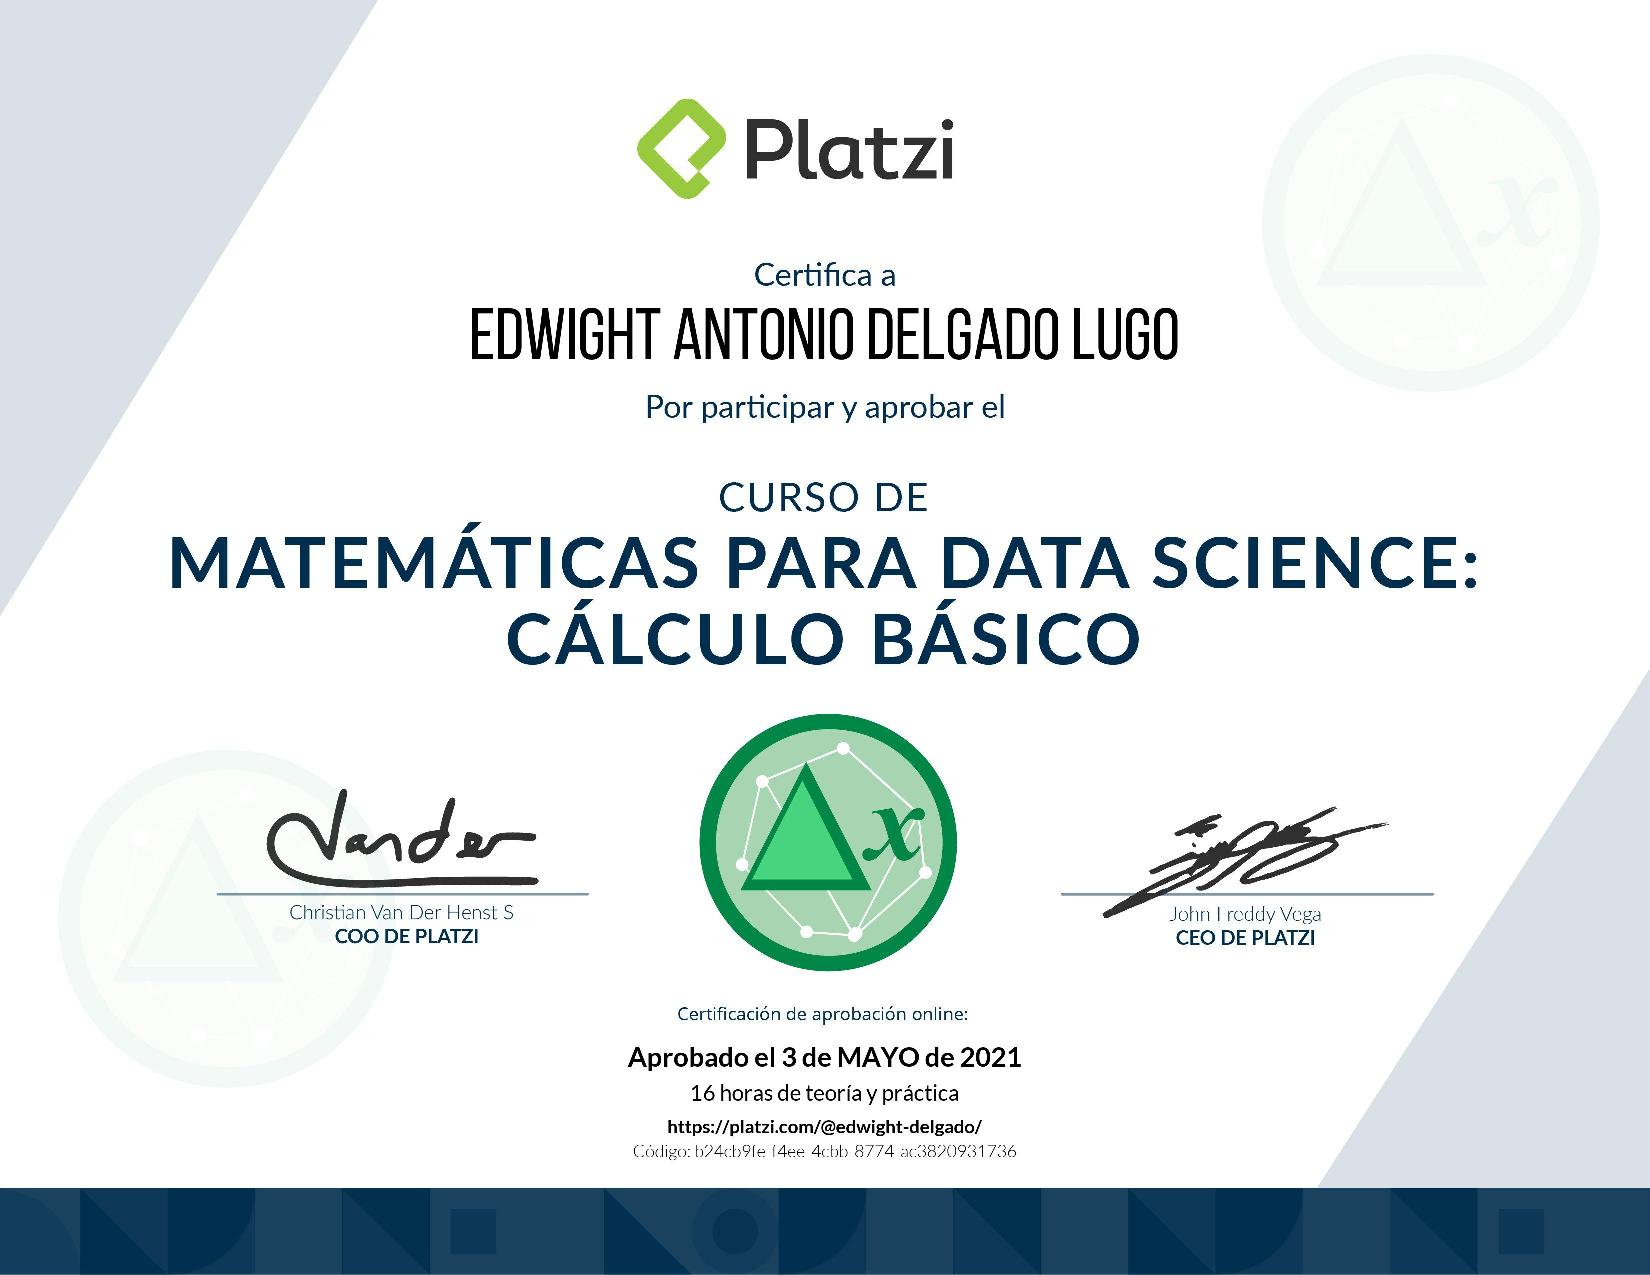 Platzi
Certifica a
EDWIGHT ANTONIO DELGADO LUGO
Por participar y aprobar el
CURSO DE
MATEMÁTICAS PARA DATA SCIENCE:
CÁLCULO BÁSICO
Δx
Vander
Christian Van Der Henst S
COO DE PLATZI
John Freddy Vega
CEO DE PLATZI
Certificación de aprobación online:
Aprobado el 3 de MAYO de 2021
16 horas de teoría y práctica
https://platzi.com/@edwight-delgado/
Código: b24cb9fe-f4ee-4cbb-8774-ac3820931736